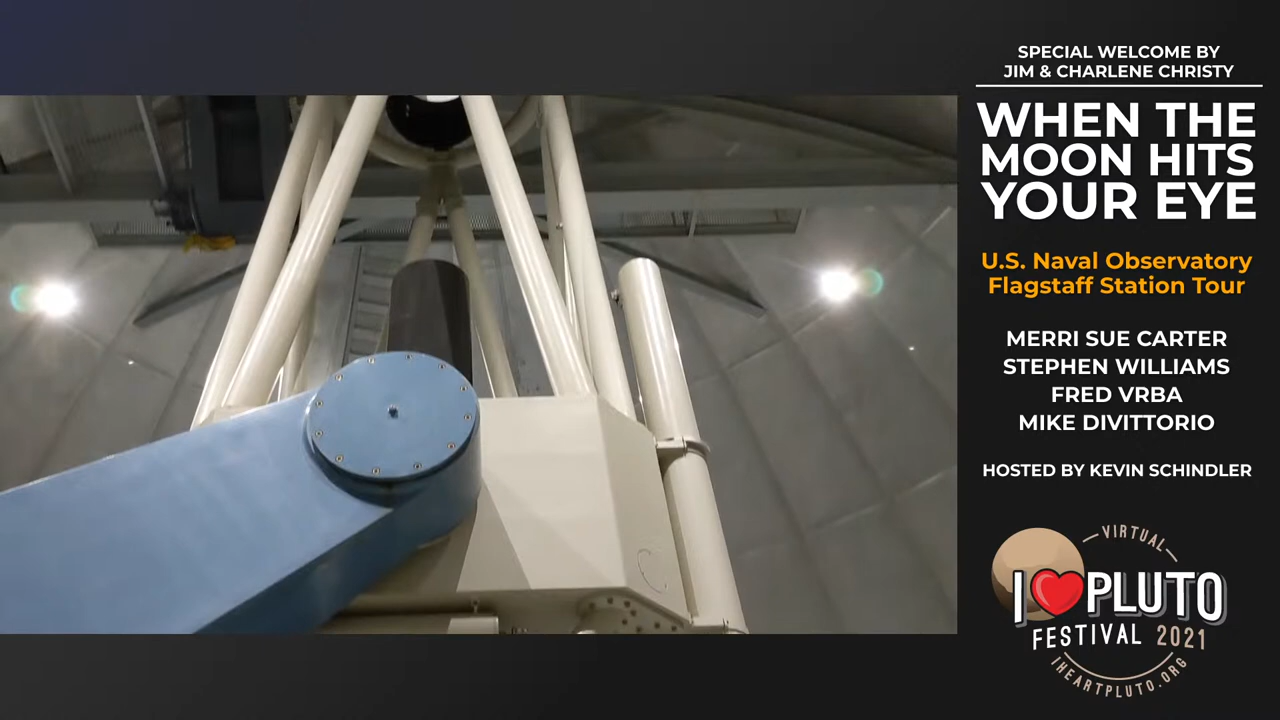 SPECIAL WELCOME BY
JIM & CHARLENE CHRISTY
WHEN THE
MOON HITS
YOUR EYE
U.S. Naval Observatory
Flagstaff Station Tour
MERRI SUE CARTER
STEPHEN WILLIAMS
FRED VRBA
MIKE DIVITTORIO
HOSTED BY KEVIN SCHINDLER
VIRTUAL
I ❤ PLUTO
FESTIVAL 2021
IHEARTPLUTO.ORG